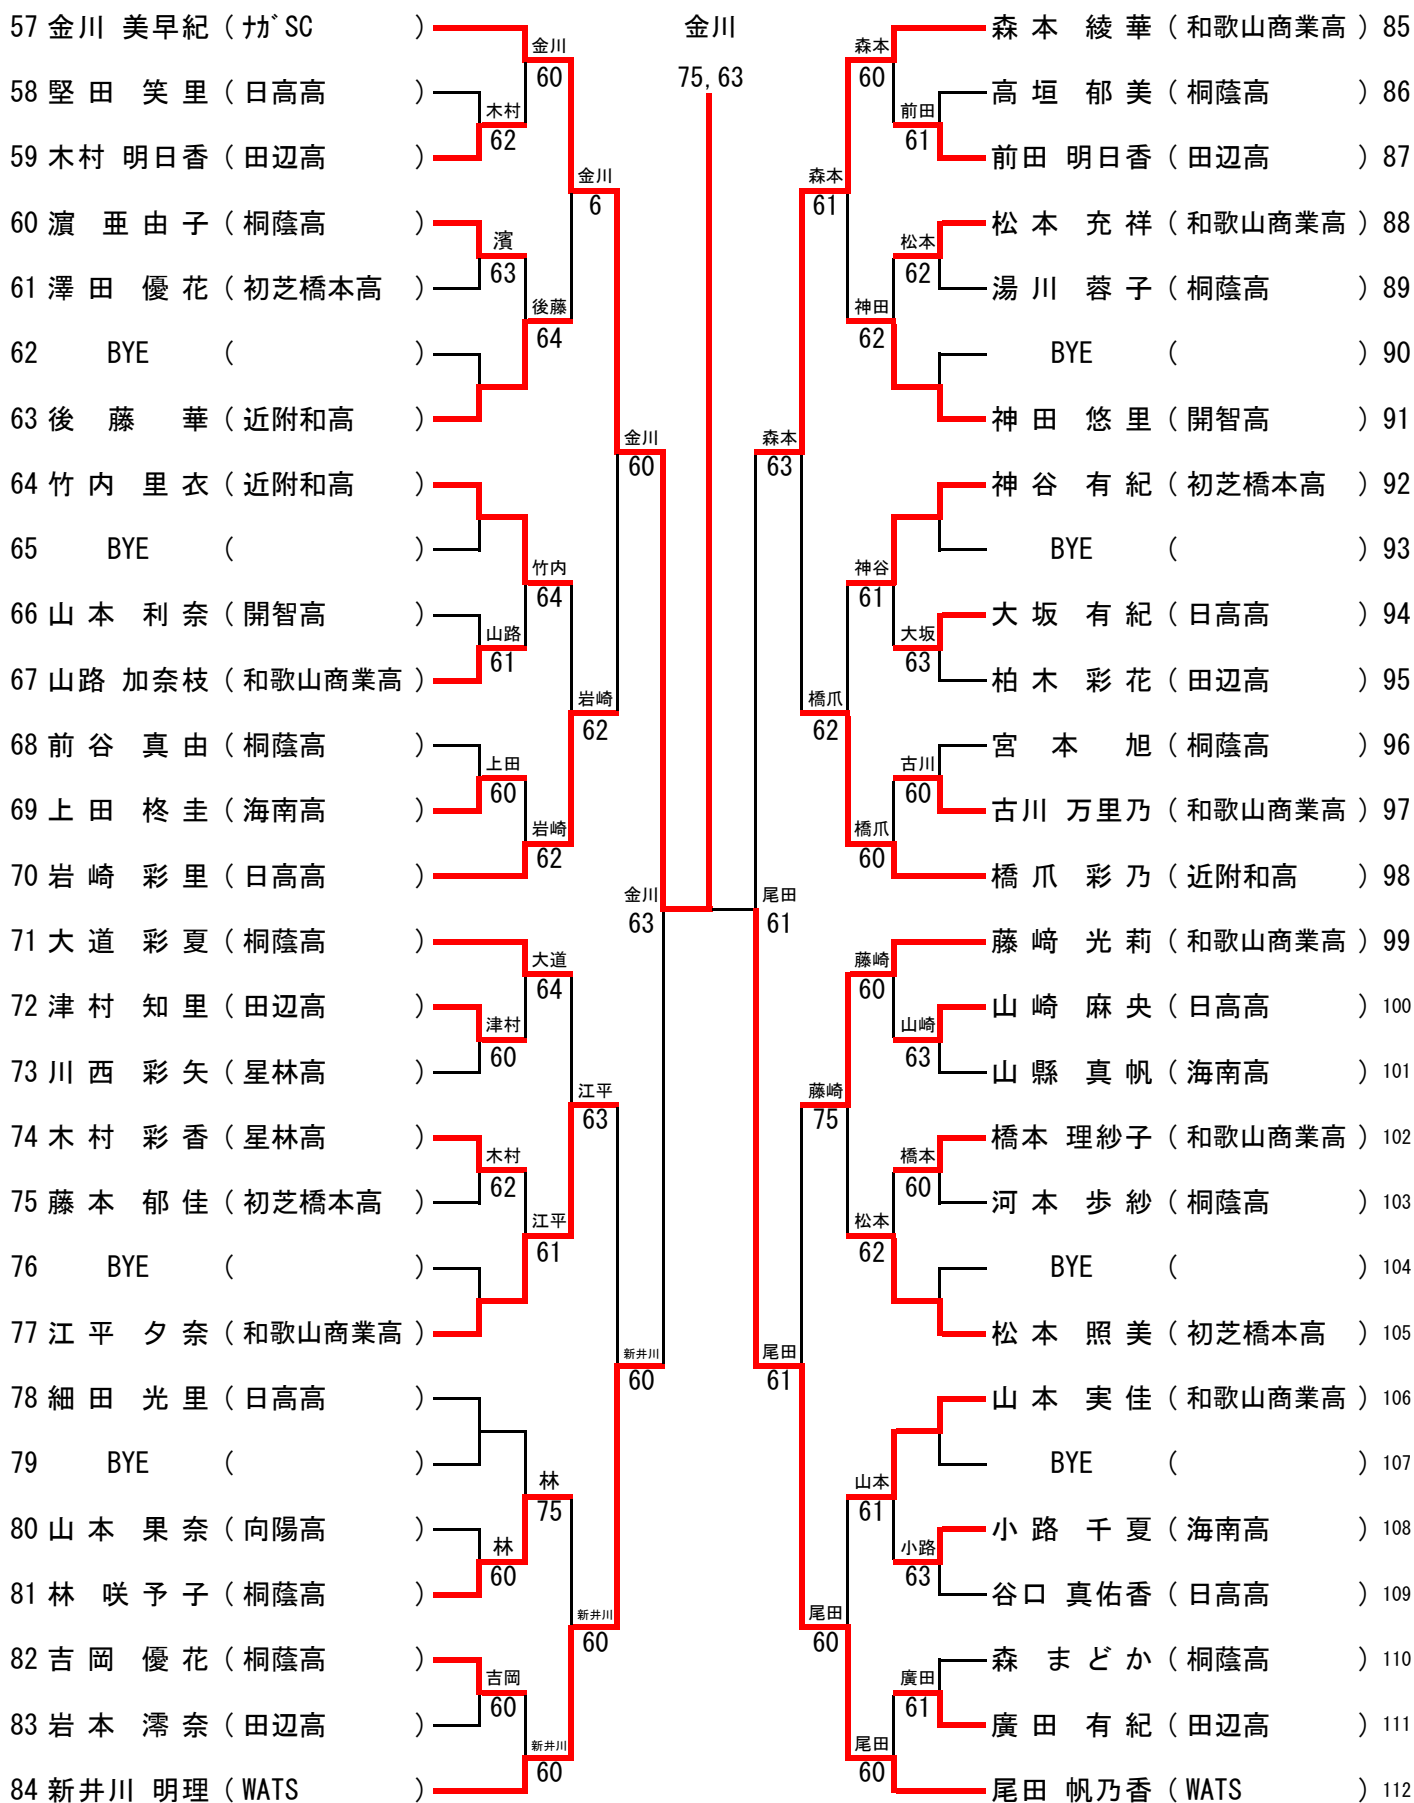 金川
75,63
57 金川 美早紀 ( ﾅｶﾞSC )
58 堅田 笑里 ( 日高高 )
59 木村 明日香 ( 田辺高 )
60 濵 亜由子 ( 桐蔭高 )
61 澤田 優花 ( 初芝橋本高 )
62 BYE ( )
63 後藤 華 ( 近附和高 )
64 竹内 里衣 ( 近附和高 )
65 BYE ( )
66 山本 利奈 ( 開智高 )
67 山路 加奈枝 ( 和歌山商業高 )
68 前谷 真由 ( 桐蔭高 )
69 上田 柊圭 ( 海南高 )
70 岩崎 彩里 ( 日高高 )
71 大道 彩夏 ( 桐蔭高 )
72 津村 知里 ( 田辺高 )
73 川西 彩矢 ( 星林高 )
74 木村 彩香 ( 星林高 )
75 藤本 郁佳 ( 初芝橋本高 )
76 BYE ( )
77 江平 夕奈 ( 和歌山商業高 )
78 細田 光里 ( 日高高 )
79 BYE ( )
80 山本 果奈 ( 向陽高 )
81 林 咲予子 ( 桐蔭高 )
82 吉岡 優花 ( 桐蔭高 )
83 岩本 澪奈 ( 田辺高 )
84 新井川 明理 ( WATS )
木村
62
濱
63
山路
61
上田
60
津村
60
木村
62
林
60
吉岡
60
金川
60
後藤
64
竹内
64
岩崎
62
大道
64
江平
61
林
75
新井川
60
金川
6
岩崎
62
江平
63
新井川
60
金川
60
新井川
60
金川
63
尾田
61
森本
63
尾田
61
森本
61
橋爪
62
藤崎
75
尾田
60
森本
60
神田
62
神谷
61
橋爪
60
藤崎
60
松本
62
山本
61
尾田
60
前田
61
松本
62
大坂
63
古川
60
山崎
63
橋本
60
小路
63
廣田
61
森本 綾華 ( 和歌山商業高 ) 85
高垣 郁美 ( 桐蔭高 ) 86
前田 明日香 ( 田辺高 ) 87
松本 充祥 ( 和歌山商業高 ) 88
湯川 蓉子 ( 桐蔭高 ) 89
BYE ( ) 90
神田 悠里 ( 開智高 ) 91
神谷 有紀 ( 初芝橋本高 ) 92
BYE ( ) 93
大坂 有紀 ( 日高高 ) 94
柏木 彩花 ( 田辺高 ) 95
宮本 旭 ( 桐蔭高 ) 96
古川 万里乃 ( 和歌山商業高 ) 97
橋爪 彩乃 ( 近附和高 ) 98
藤﨑 光莉 ( 和歌山商業高 ) 99
山崎 麻央 ( 日高高 ) 100
山縣 真帆 ( 海南高 ) 101
橋本 理紗子 ( 和歌山商業高 ) 102
河本 歩紗 ( 桐蔭高 ) 103
BYE ( ) 104
松本 照美 ( 初芝橋本高 ) 105
山本 実佳 ( 和歌山商業高 ) 106
BYE ( ) 107
小路 千夏 ( 海南高 ) 108
谷口 真佑香 ( 日高高 ) 109
森 まどか ( 桐蔭高 ) 110
廣田 有紀 ( 田辺高 ) 111
尾田 帆乃香 ( WATS ) 112